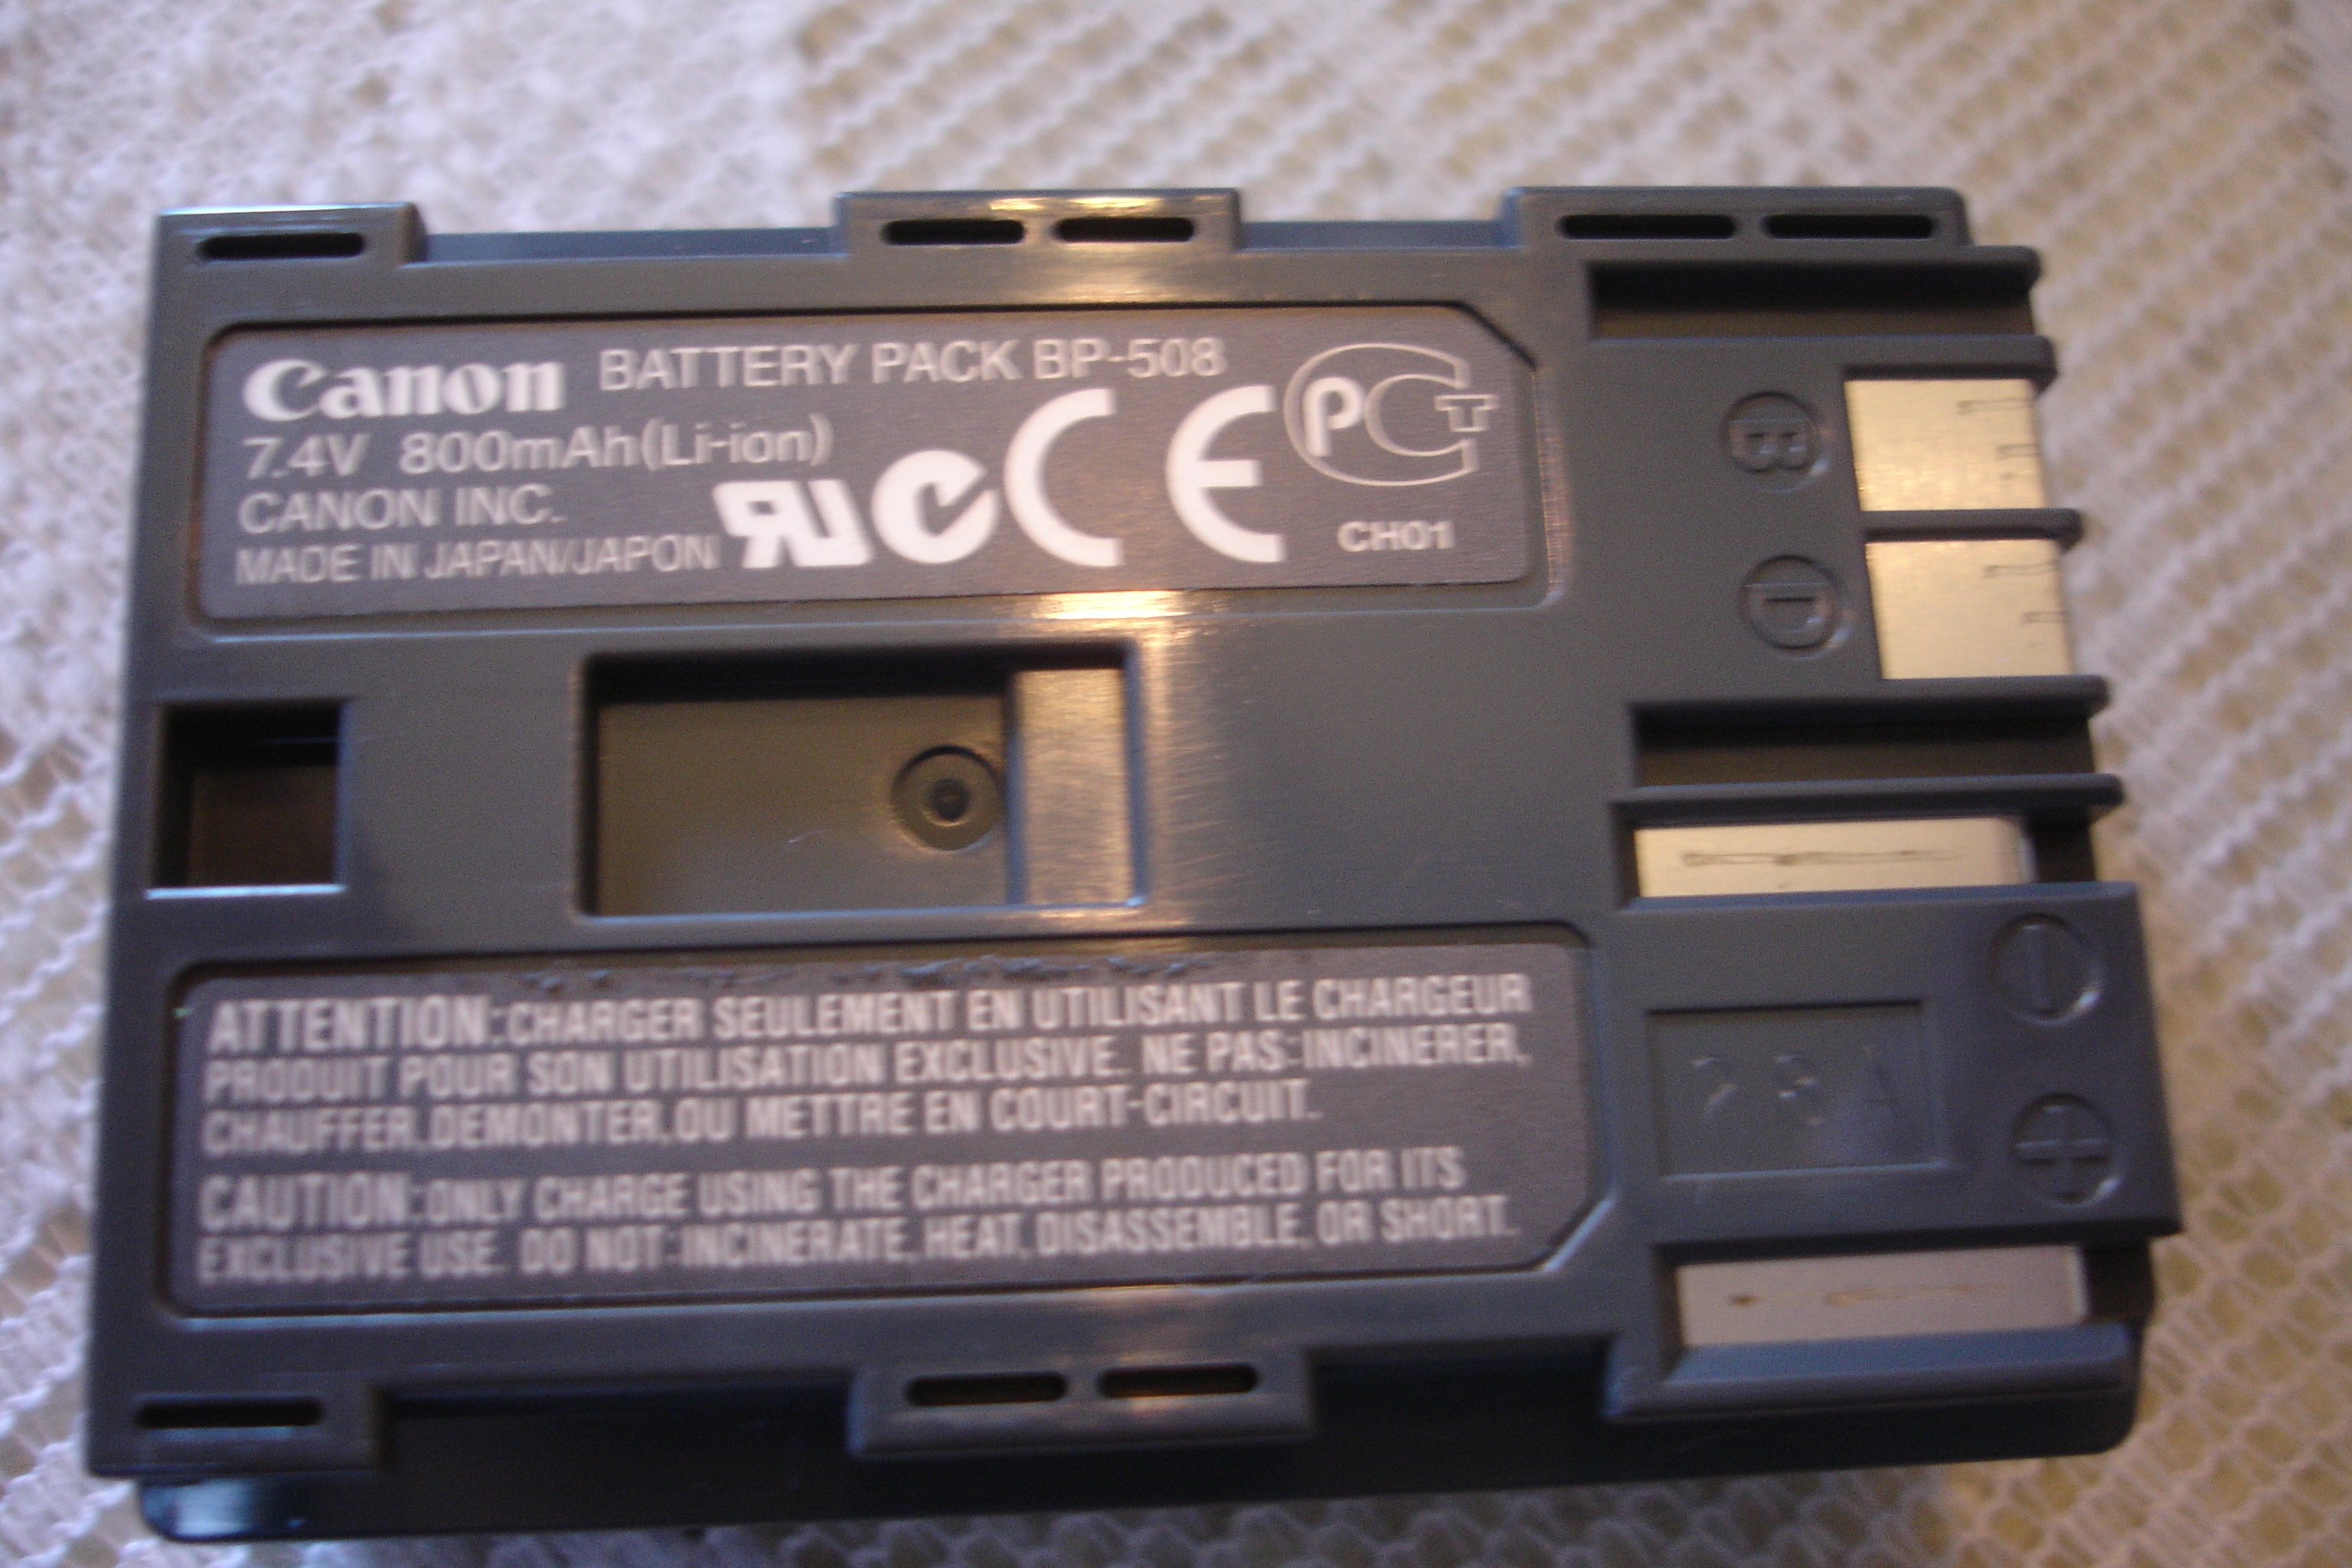 Canon BATTERY PACK BP-508
7.4V 800mAh(Li-ion)
CANON INC.
MADE IN JAPAN/JAPON
CE
PCT
CH01
B
D
ATTENTION:CHARGER SEULEMENT EN UTILISANT LE CHARGEUR
PRODUIT POUR SON UTILISATION EXCLUSIVE. NE PAS:INCINERER,
CHAUFFER,DEMONTER,OU METTRE EN COURT-CIRCUIT.
CAUTION:ONLY CHARGE USING THE CHARGER PRODUCED FOR ITS
EXCLUSIVE USE. DO NOT:INCINERATE,HEAT,DISASSEMBLE,OR SHORT.